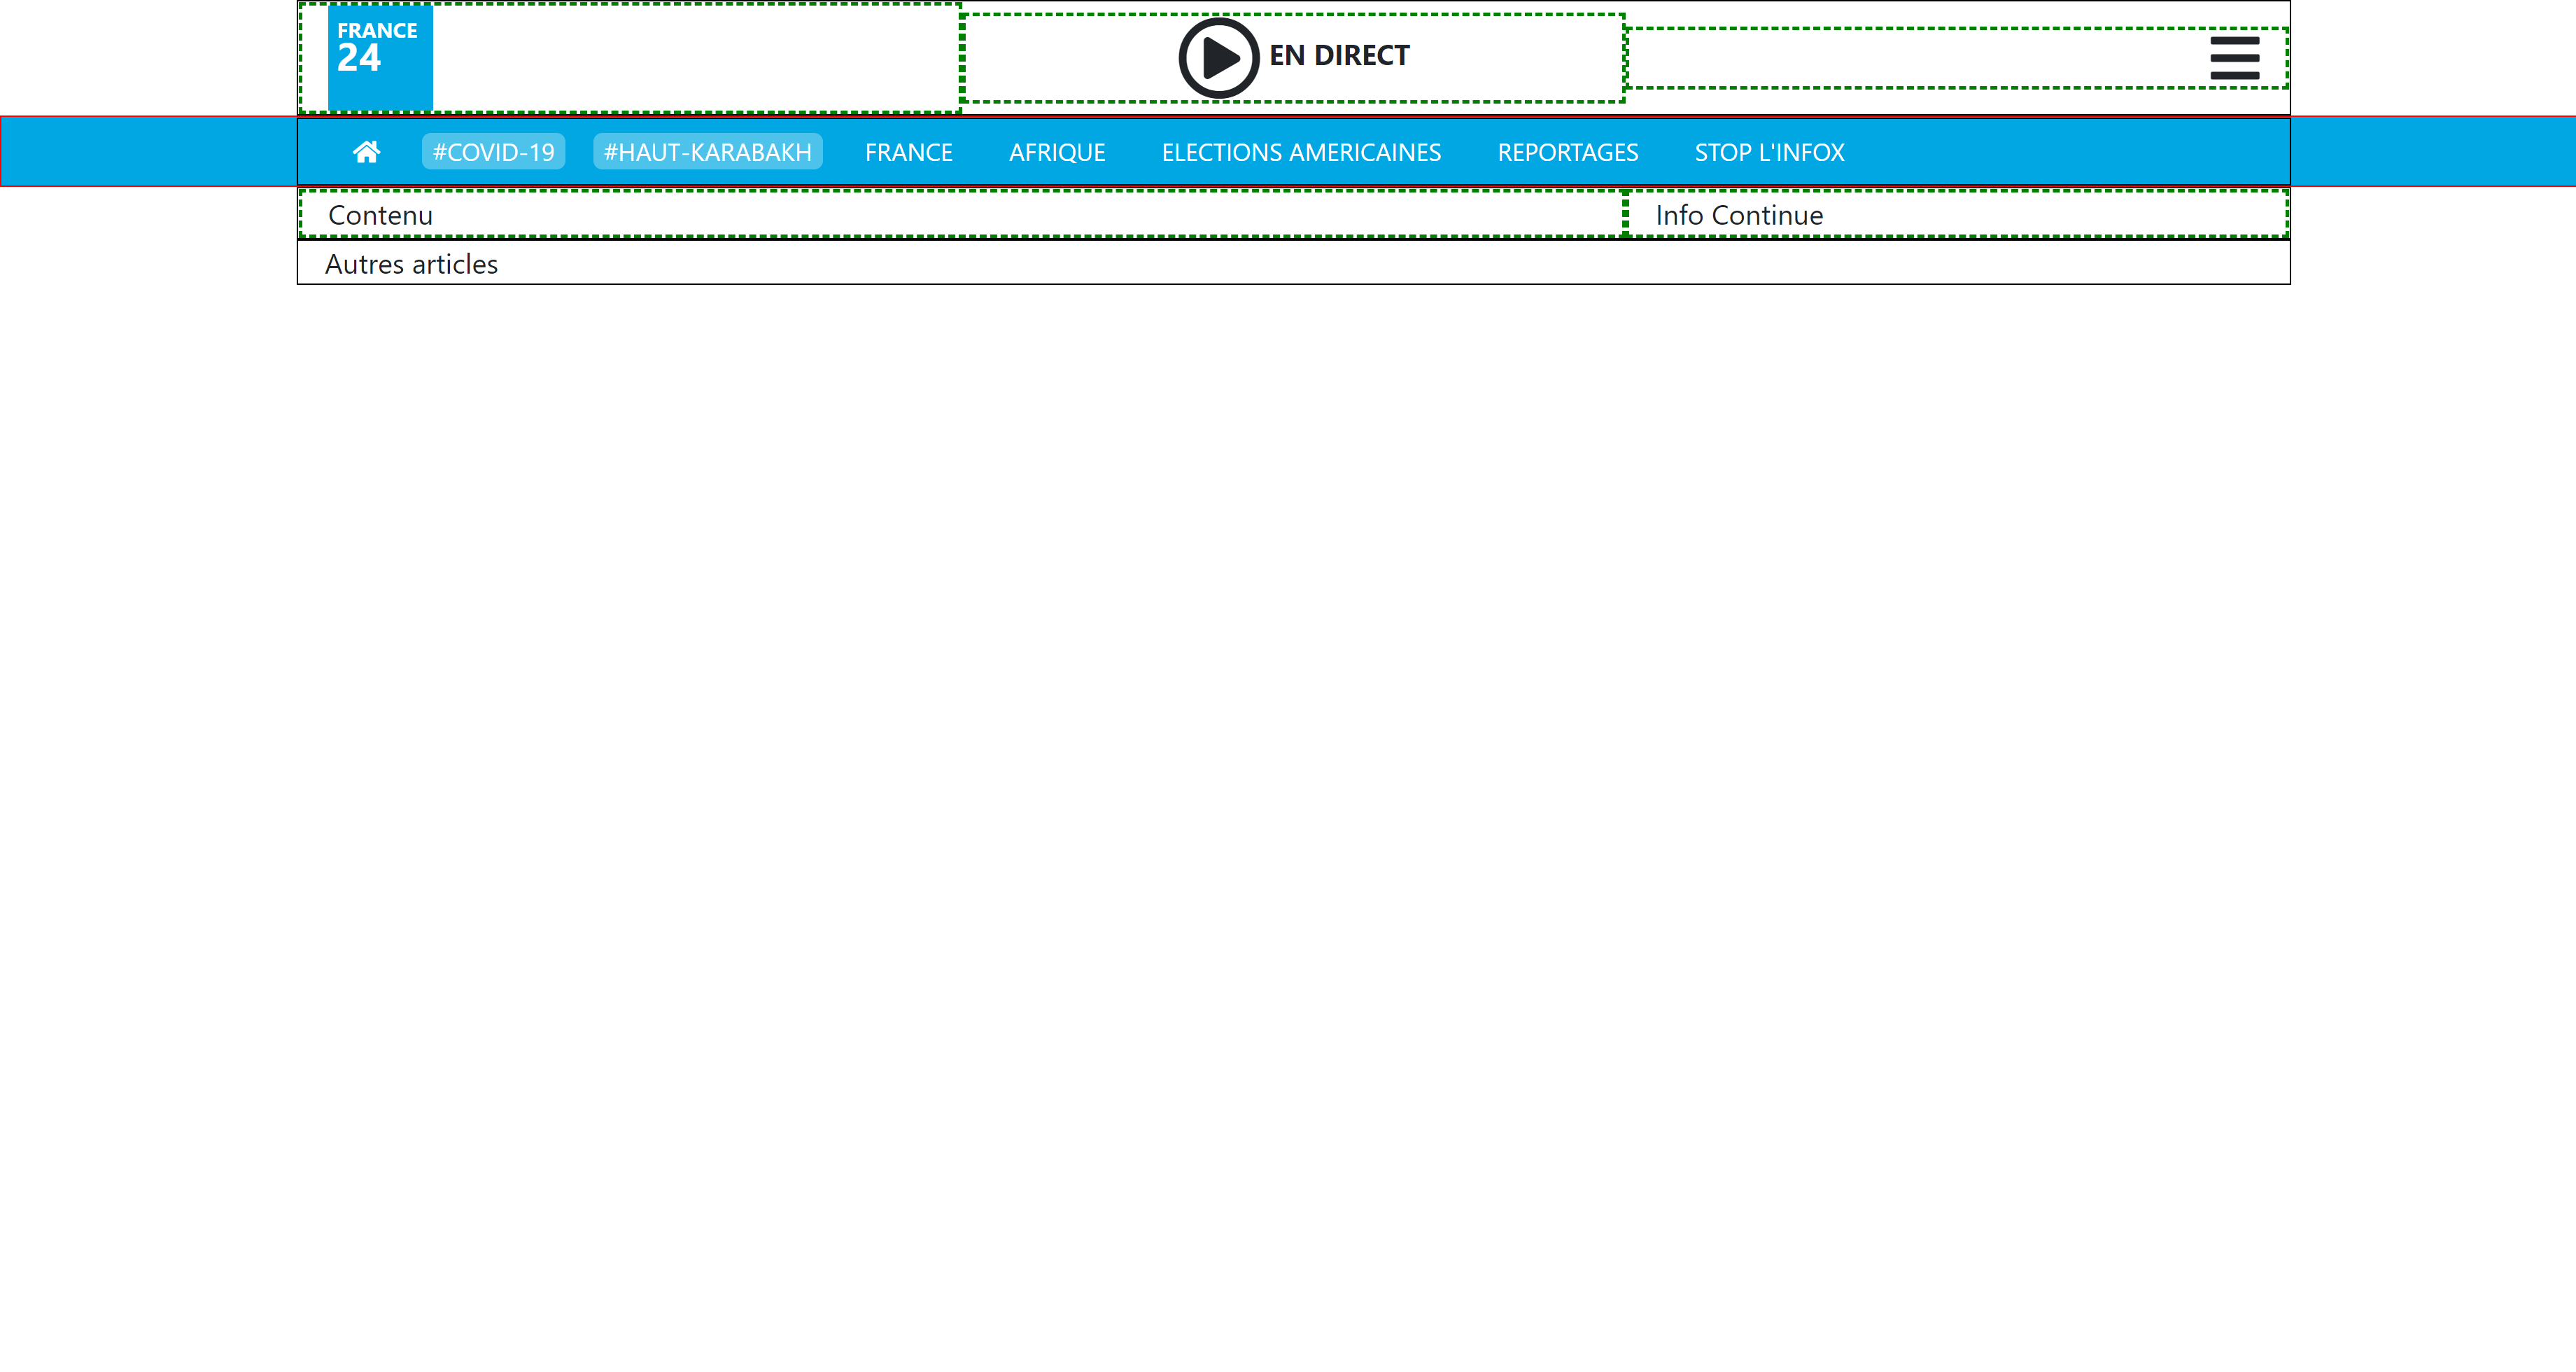 FRANCE
24
EN DIRECT
#COVID-19 #HAUT-KARABAKH FRANCE AFRIQUE ELECTIONS AMERICAINES REPORTAGES STOP L'INFOX
Contenu
Info Continue
Autres articles